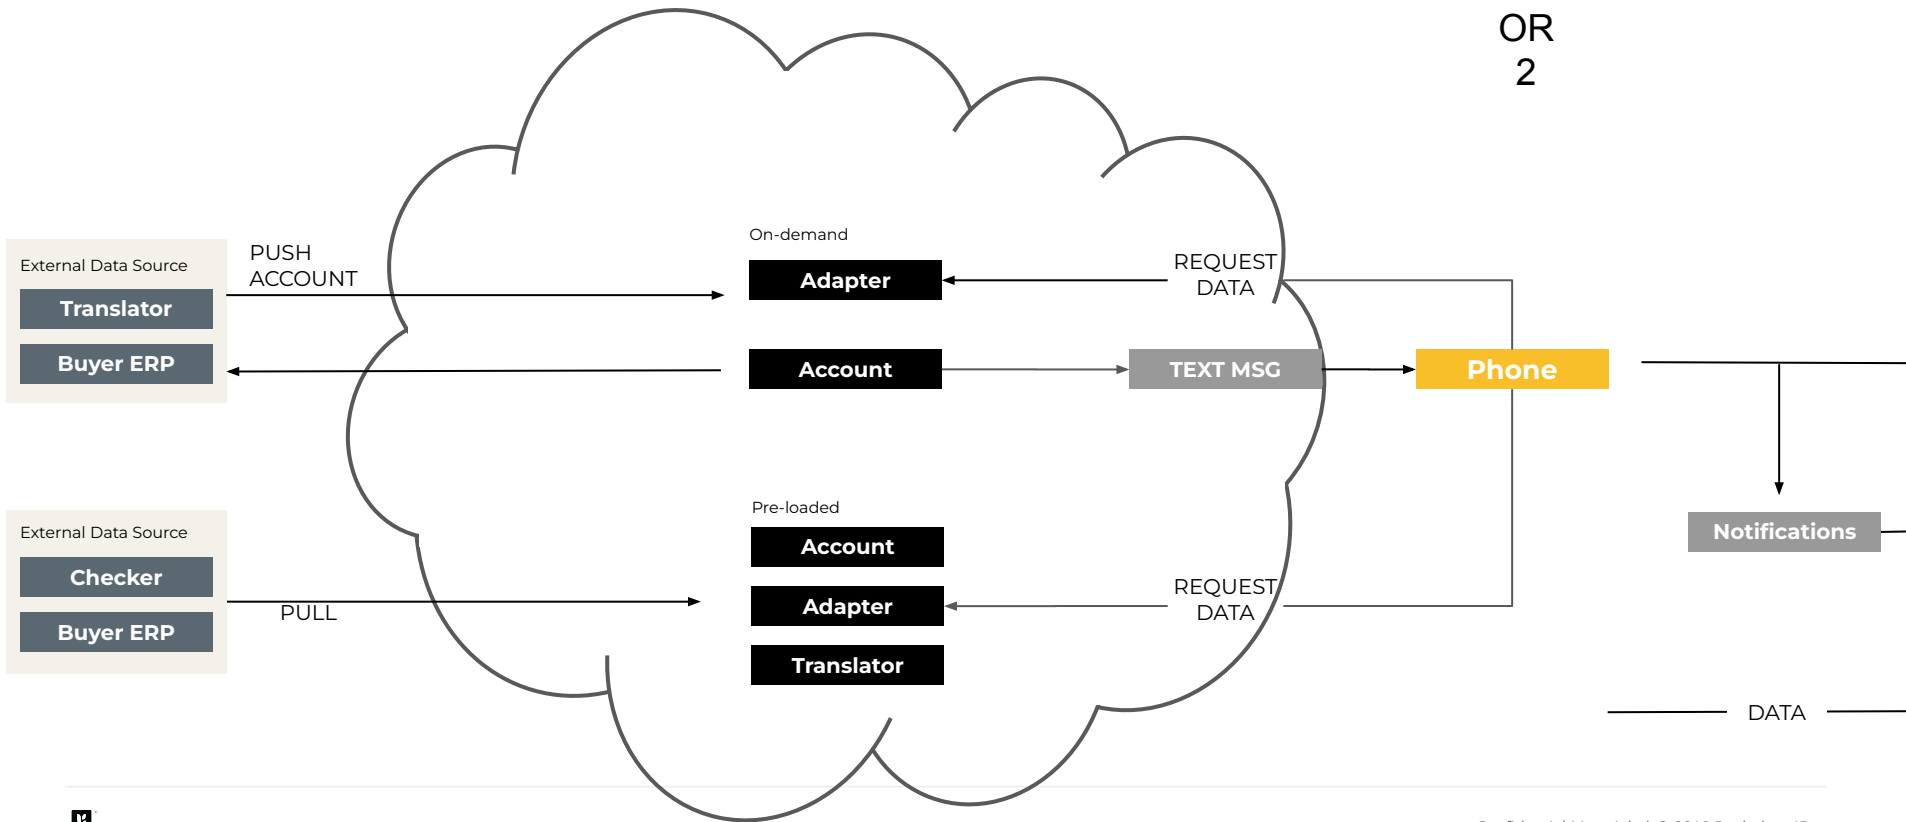 OR
2
On-demand
External Data Source
PUSH
ACCOUNT
Adapter
REQUEST
DATA
Translator
Buyer ERP
Account
TEXT MSG
Phone
Pre-loaded
External Data Source
Account
Notifications
Checker
Adapter
REQUEST
DATA
PULL
Buyer ERP
Translator
DATA